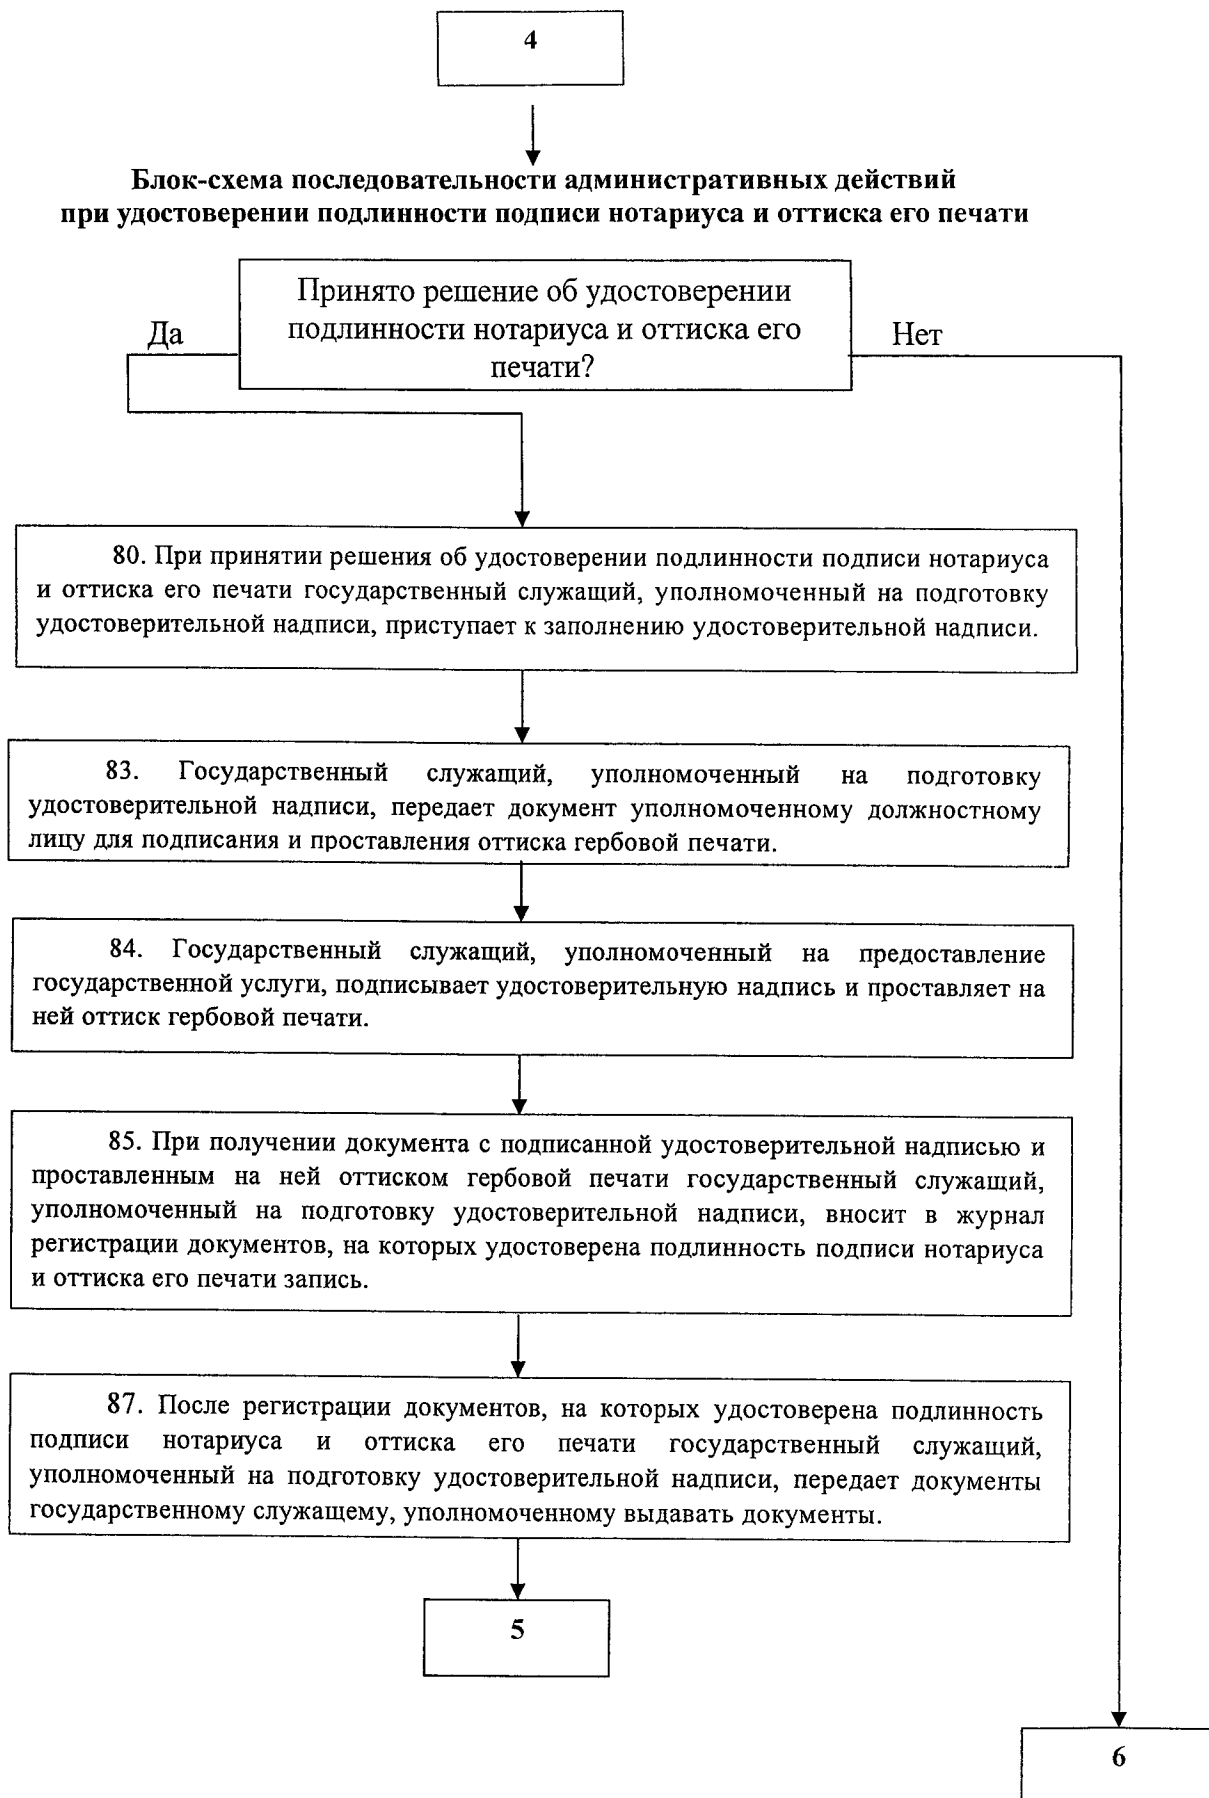 4
Блок-схема последовательности административных действий
при удостоверении подлинности подписи нотариуса и оттиска его печати
Принято решение об удостоверении
подлинности нотариуса и оттиска его
печати?
Да
Нет
80. При принятии решения об удостоверении подлинности подписи нотариуса
и оттиска его печати государственный служащий, уполномоченный на подготовку
удостоверительной надписи, приступает к заполнению удостоверительной надписи.
83. Государственный служащий, уполномоченный на подготовку
удостоверительной надписи, передает документ уполномоченному должностному
лицу для подписания и проставления оттиска гербовой печати.
84. Государственный служащий, уполномоченный на предоставление
государственной услуги, подписывает удостоверительную надпись и проставляет на
ней оттиск гербовой печати.
85. При получении документа с подписанной удостоверительной надписью и
проставленным на ней оттиском гербовой печати государственный служащий,
уполномоченный на подготовку удостоверительной надписи, вносит в журнал
регистрации документов, на которых удостоверена подлинность подписи нотариуса
и оттиска его печати запись.
87. После регистрации документов, на которых удостоверена подлинность
подписи нотариуса и оттиска его печати государственный служащий,
уполномоченный на подготовку удостоверительной надписи, передает документы
государственному служащему, уполномоченному выдавать документы.
5
6